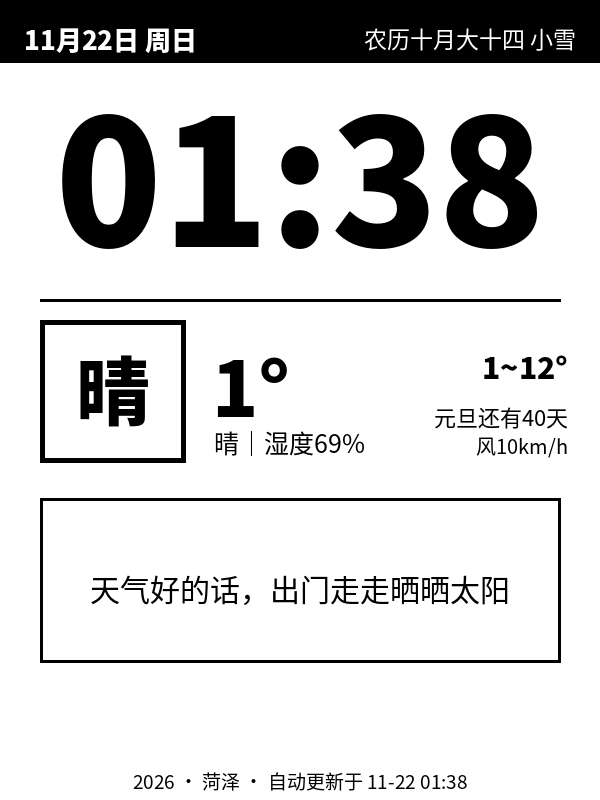 11月22日 周日
农历十月大十四 小雪
01:38
晴
1°
晴｜湿度69%
1~12°
元旦还有40天
风10km/h
天气好的话，出门走走晒晒太阳
2026 • 菏泽 • 自动更新于 11-22 01:38